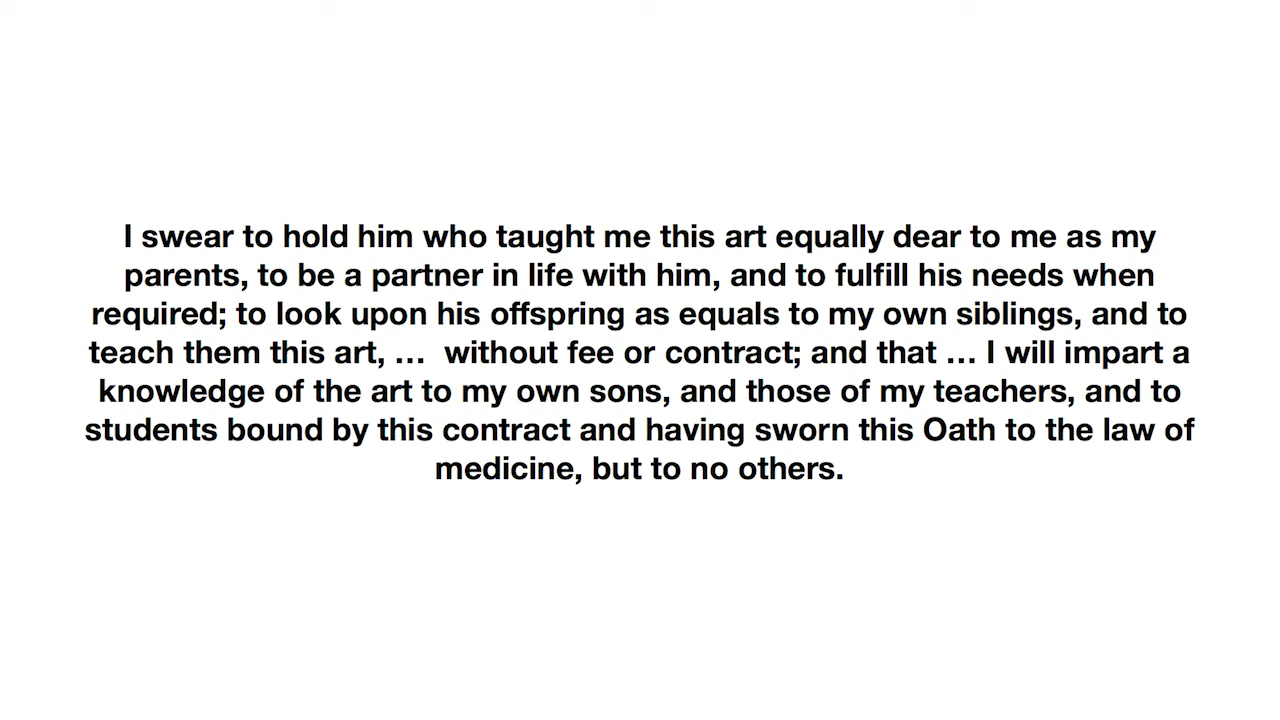 I swear to hold him who taught me this art equally dear to me as my
parents, to be a partner in life with him, and to fulfill his needs when
required; to look upon his offspring as equals to my own siblings, and to
teach them this art, …  without fee or contract; and that … I will impart a
knowledge of the art to my own sons, and those of my teachers, and to
students bound by this contract and having sworn this Oath to the law of
medicine, but to no others.